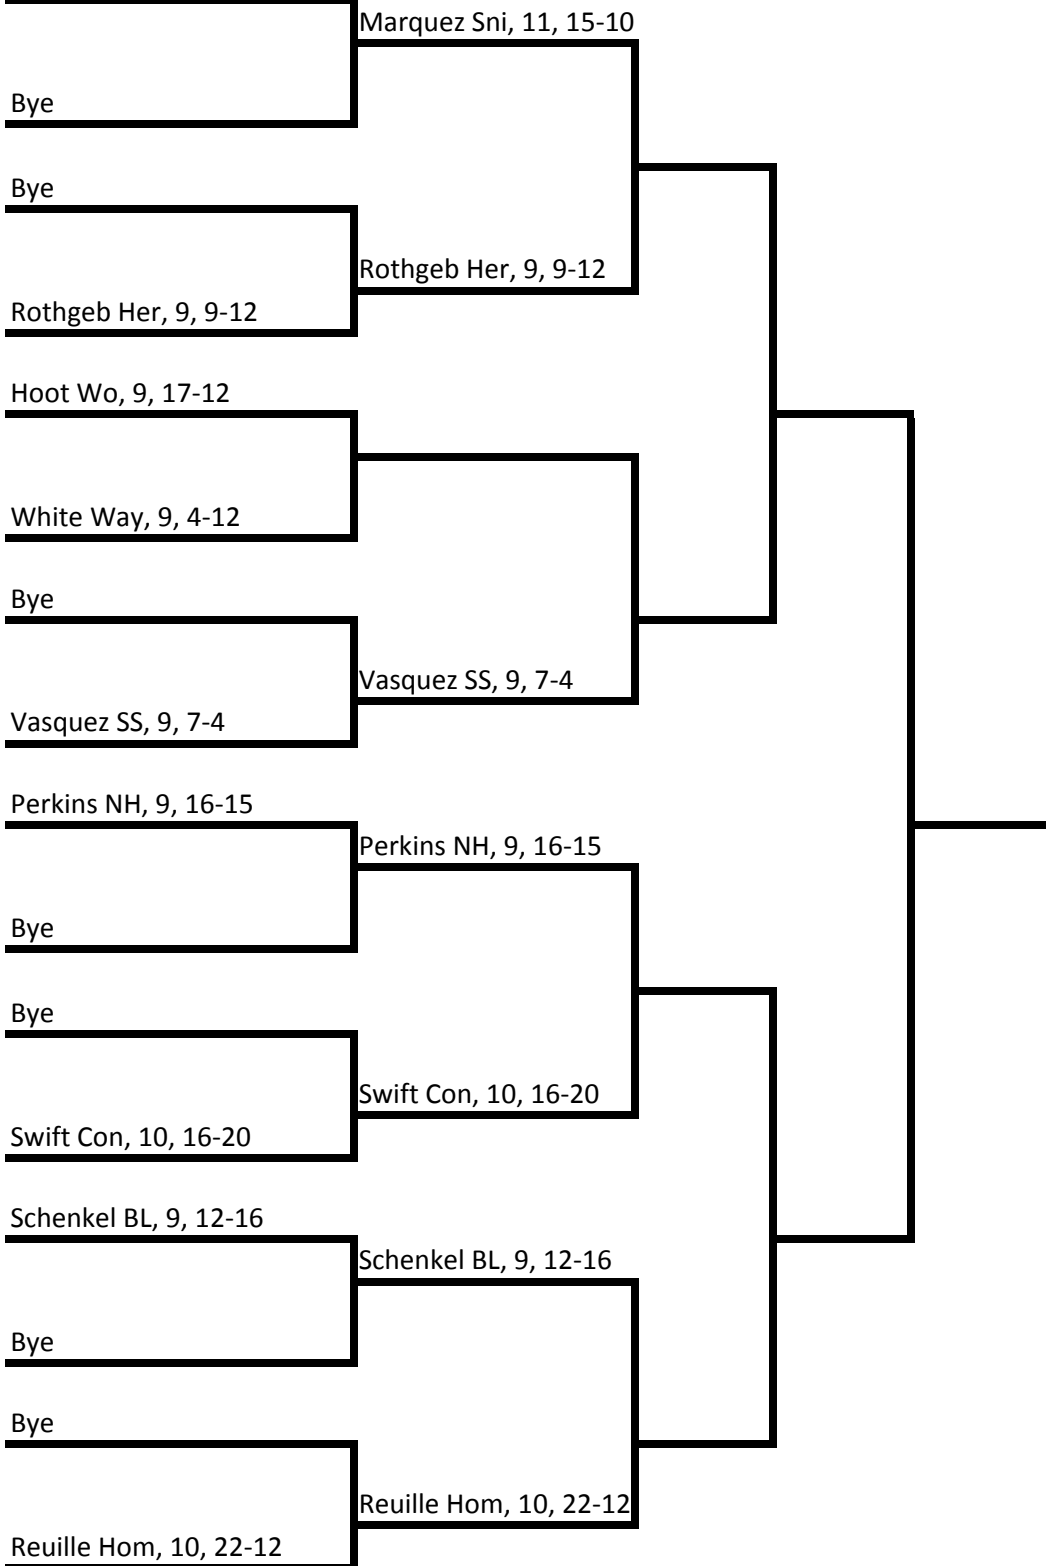 Marquez Sni, 11, 15-10
Bye
Bye
Rothgeb Her, 9, 9-12
Rothgeb Her, 9, 9-12
Hoot Wo, 9, 17-12
White Way, 9, 4-12
Bye
Vasquez SS, 9, 7-4
Vasquez SS, 9, 7-4
Perkins NH, 9, 16-15
Perkins NH, 9, 16-15
Bye
Bye
Swift Con, 10, 16-20
Swift Con, 10, 16-20
Schenkel BL, 9, 12-16
Schenkel BL, 9, 12-16
Bye
Bye
Reuille Hom, 10, 22-12
Reuille Hom, 10, 22-12